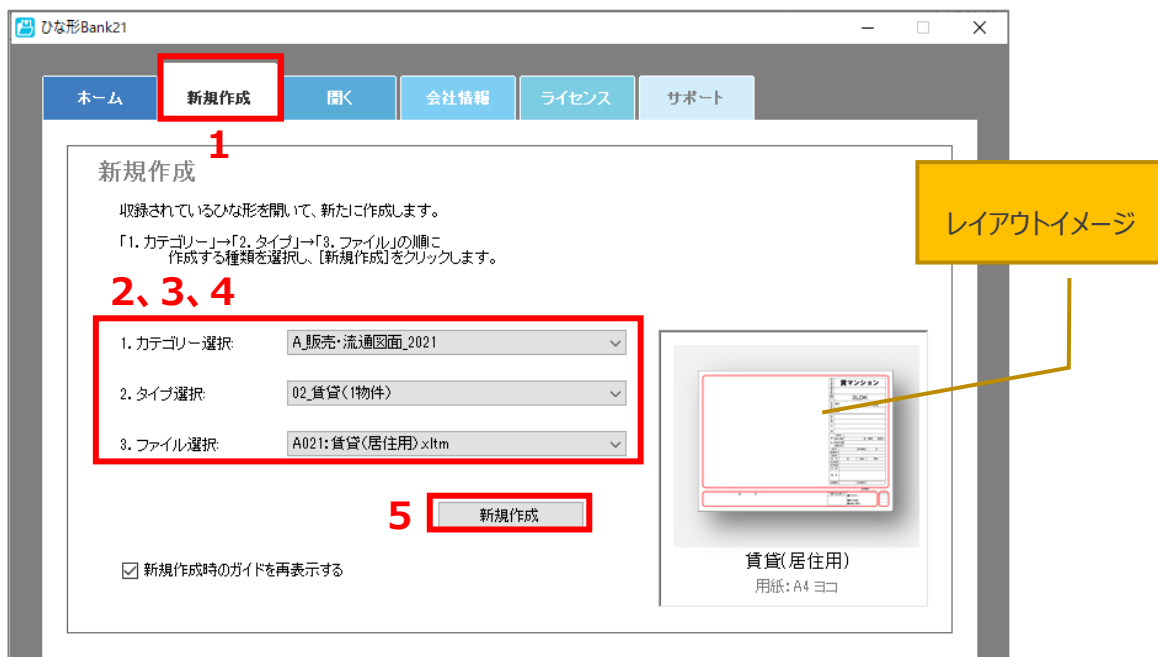 ひな形Bank21
ホーム
新規作成
開く
会社情報
ライセンス
サポート
1
新規作成
収録されているひな形を開いて、新たに作成します。
「1. カテゴリー」→「2. タイプ」→「3. ファイル」の順に
作成する種類を選択し、[新規作成]をクリックします。
レイアウトイメージ
2、3、4
1. カテゴリー選択:
A_販売・流通図面_2021
2. タイプ選択:
02_賃貸(1物件)
3. ファイル選択:
A021:賃貸(居住用).xltm
貸マンション
3LDK
5
新規作成
新規作成時のガイドを再表示する
賃貸(居住用)
用紙:A4 ヨコ